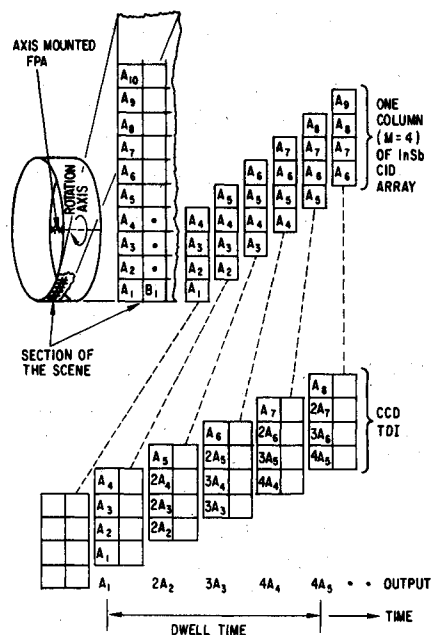 AXIS MOUNTED
FPA
ROTATION
AXIS
SECTION OF
THE SCENE
A10
A9
A8
A7
A6
A5
A4 •
A3 •
A2 •
A1 B1
A4
A3
A2
A1
A5
A4
A3
A2
A6
A5
A4
A3
A7
A6
A5
A4
A8
A7
A6
A5
A9
A8
A7
A6
ONE
COLUMN
(M=4)
OF InSb
CID
ARRAY
A4
A3
A2
A1
A5
2A4
2A3
2A2
A6
2A5
3A4
3A3
A7
2A6
3A5
4A4
A8
2A7
3A6
4A5
CCD
TDI
A1 2A2 3A3 4A4 4A5 • • OUTPUT
DWELL TIME
TIME